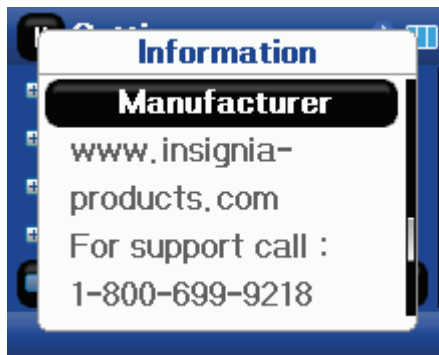 Information
Manufacturer
www.insignia-
products.com
For support call :
1-800-699-9218